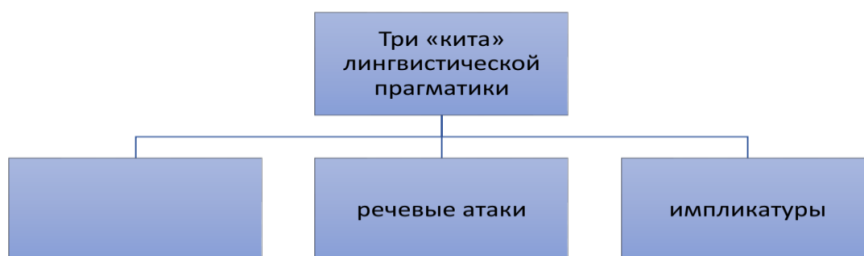 Три «кита»
лингвистической
прагматики
речевые атаки
импликатуры